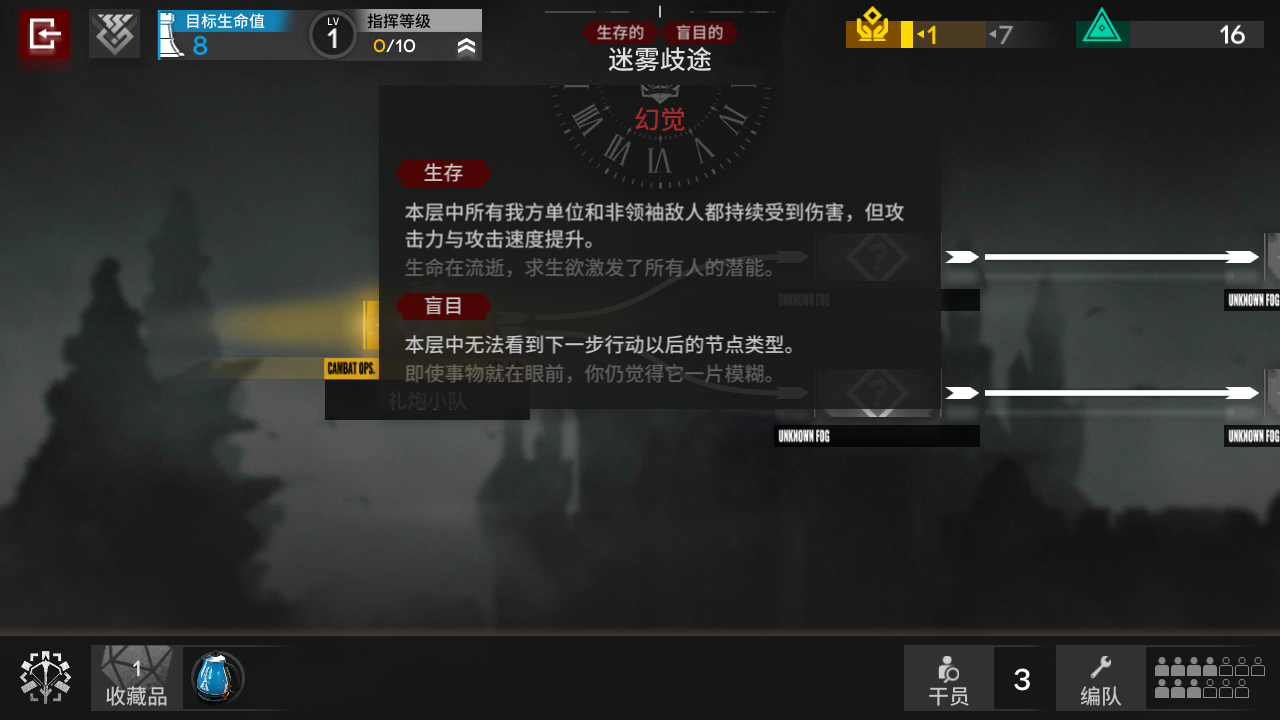 目标生命值
8
LV
1
指挥等级
0/10
生存的 盲目的
迷雾歧途
1
7
16
幻觉
生存
本层中所有我方单位和非领袖敌人都持续受到伤害，但攻
击力与攻击速度提升。
生命在流逝，求生欲激发了所有人的潜能。
盲目
本层中无法看到下一步行动以后的节点类型。
即使事物就在眼前，你仍觉得它一片模糊。
UNKNOWN FOG
UNKNOWN FOG
CAMBAT OPS.
礼炮小队
UNKNOWN FOG
UNKNOWN FOG
1
收藏品
干员
3
编队